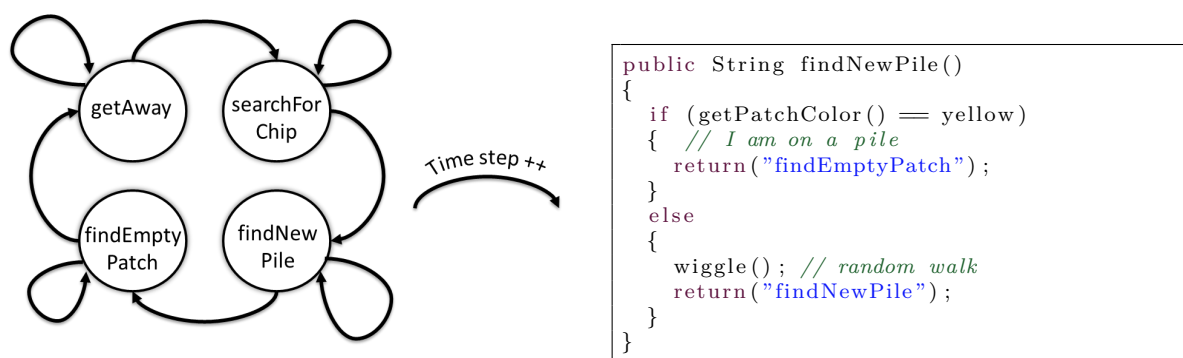 getAway
searchFor
Chip
findEmpty
Patch
findNew
Pile
Time step ++
public String findNewPile()
{
if (getPatchColor() == yellow)
{ // I am on a pile
return("findEmptyPatch");
}
else
{
wiggle(); // random walk
return("findNewPile");
}
}